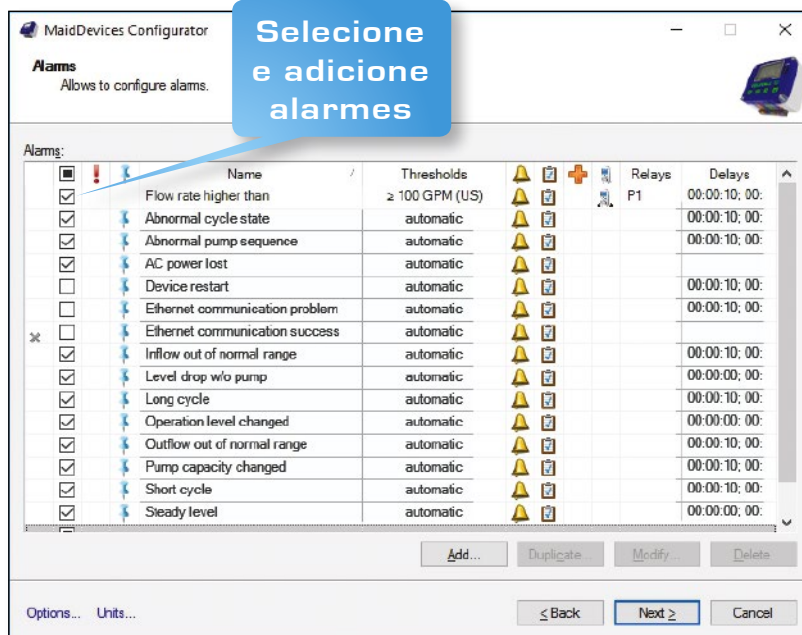 MaidDevices Configurator
Selecione
e adicione
alarmes
Alarms
Allows to configure alarms.
Alarms:
Name Thresholds Relays Delays
Flow rate higher than ≥ 100 GPM (US) P1 00:00:10; 00:
Abnormal cycle state automatic 00:00:10; 00:
Abnormal pump sequence automatic 00:00:10; 00:
AC power lost automatic
Device restart automatic 00:00:10; 00:
Ethernet communication problem automatic 00:00:10; 00:
Ethernet communication success automatic
Inflow out of normal range automatic 00:00:10; 00:
Level drop w/o pump automatic 00:00:00; 00:
Long cycle automatic 00:00:10; 00:
Operation level changed automatic 00:00:00; 00:
Outflow out of normal range automatic 00:00:10; 00:
Pump capacity changed automatic 00:00:10; 00:
Short cycle automatic 00:00:10; 00:
Steady level automatic 00:00:00; 00:
Add... Duplicate... Modify... Delete
Options... Units... < Back Next > Cancel